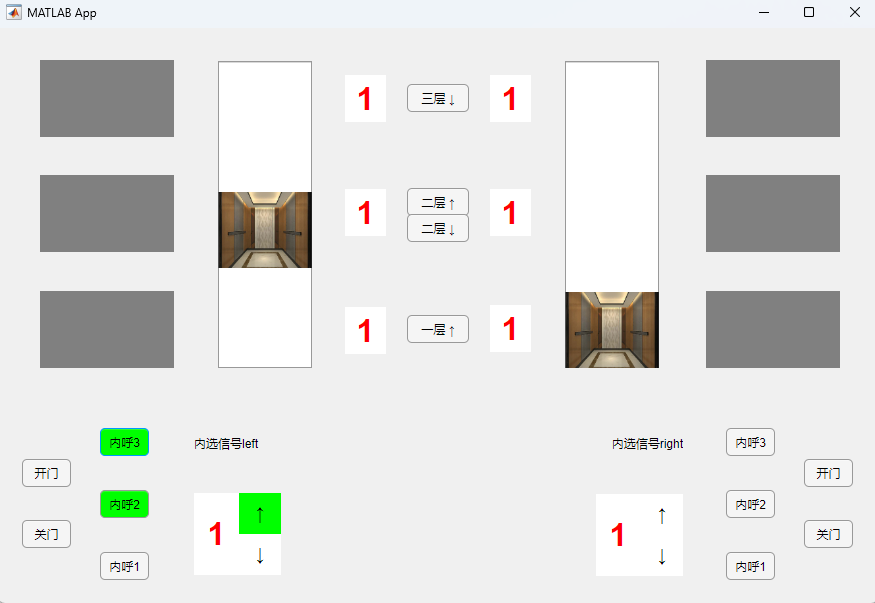 MATLAB App
1 三层↓ 1
二层↑
1 1
二层↓
1 一层↑ 1
内呼3 内选信号left 内选信号right 内呼3
开门 开门
内呼2 内呼2
1 ↑ 1 ↑
关门 关门
↓ ↓
内呼1 内呼1